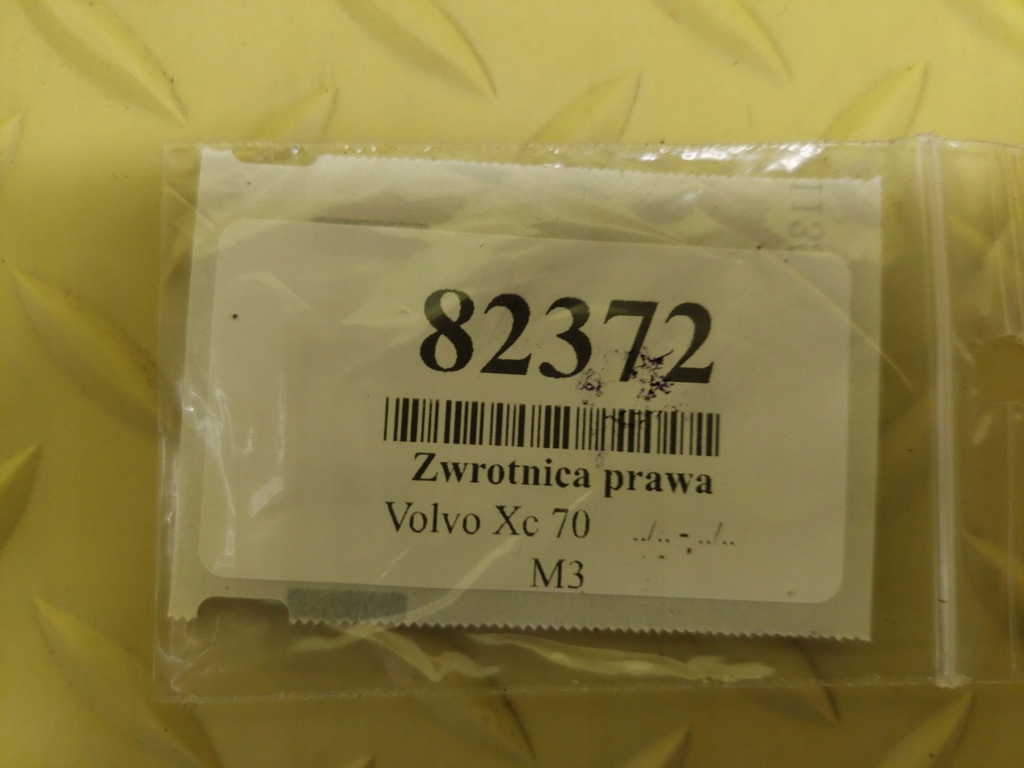 82372
Zwrotnica prawa
Volvo Xc 70 ../.. - ../..
M3